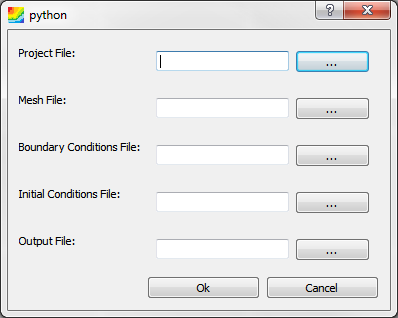 python
?
Project File:
...
Mesh File:
...
Boundary Conditions File:
...
Initial Conditions File:
...
Output File:
...
Ok Cancel